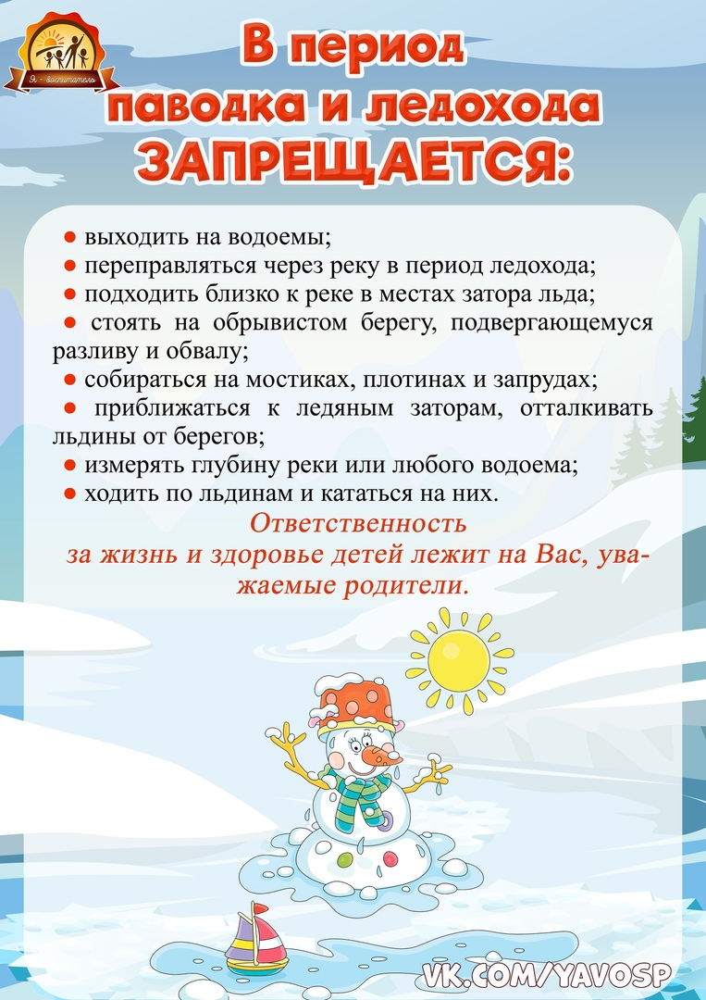 Я - воспитатель
В период
паводка и ледохода
ЗАПРЕЩАЕТСЯ:
● выходить на водоемы;
● переправляться через реку в период ледохода;
● подходить близко к реке в местах затора льда;
● стоять на обрывистом берегу, подвергающемуся
разливу и обвалу;
● собираться на мостиках, плотинах и запрудах;
● приближаться к ледяным заторам, отталкивать
льдины от берегов;
● измерять глубину реки или любого водоема;
● ходить по льдинам и кататься на них.
Ответственность
за жизнь и здоровье детей лежит на Вас, ува-
жаемые родители.
VK.COM/YAVOSP